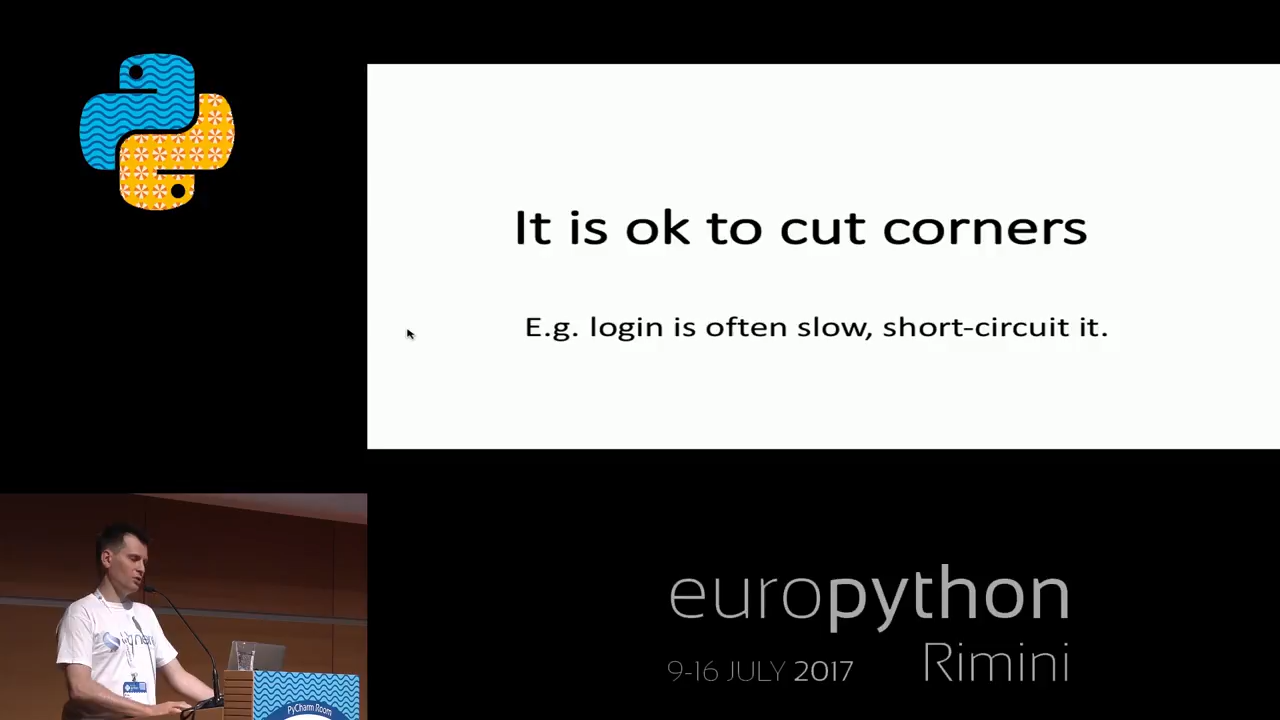 It is ok to cut corners
E.g. login is often slow, short-circuit it.
europython
Rimini
9-16 JULY 2017
PyCharm Room